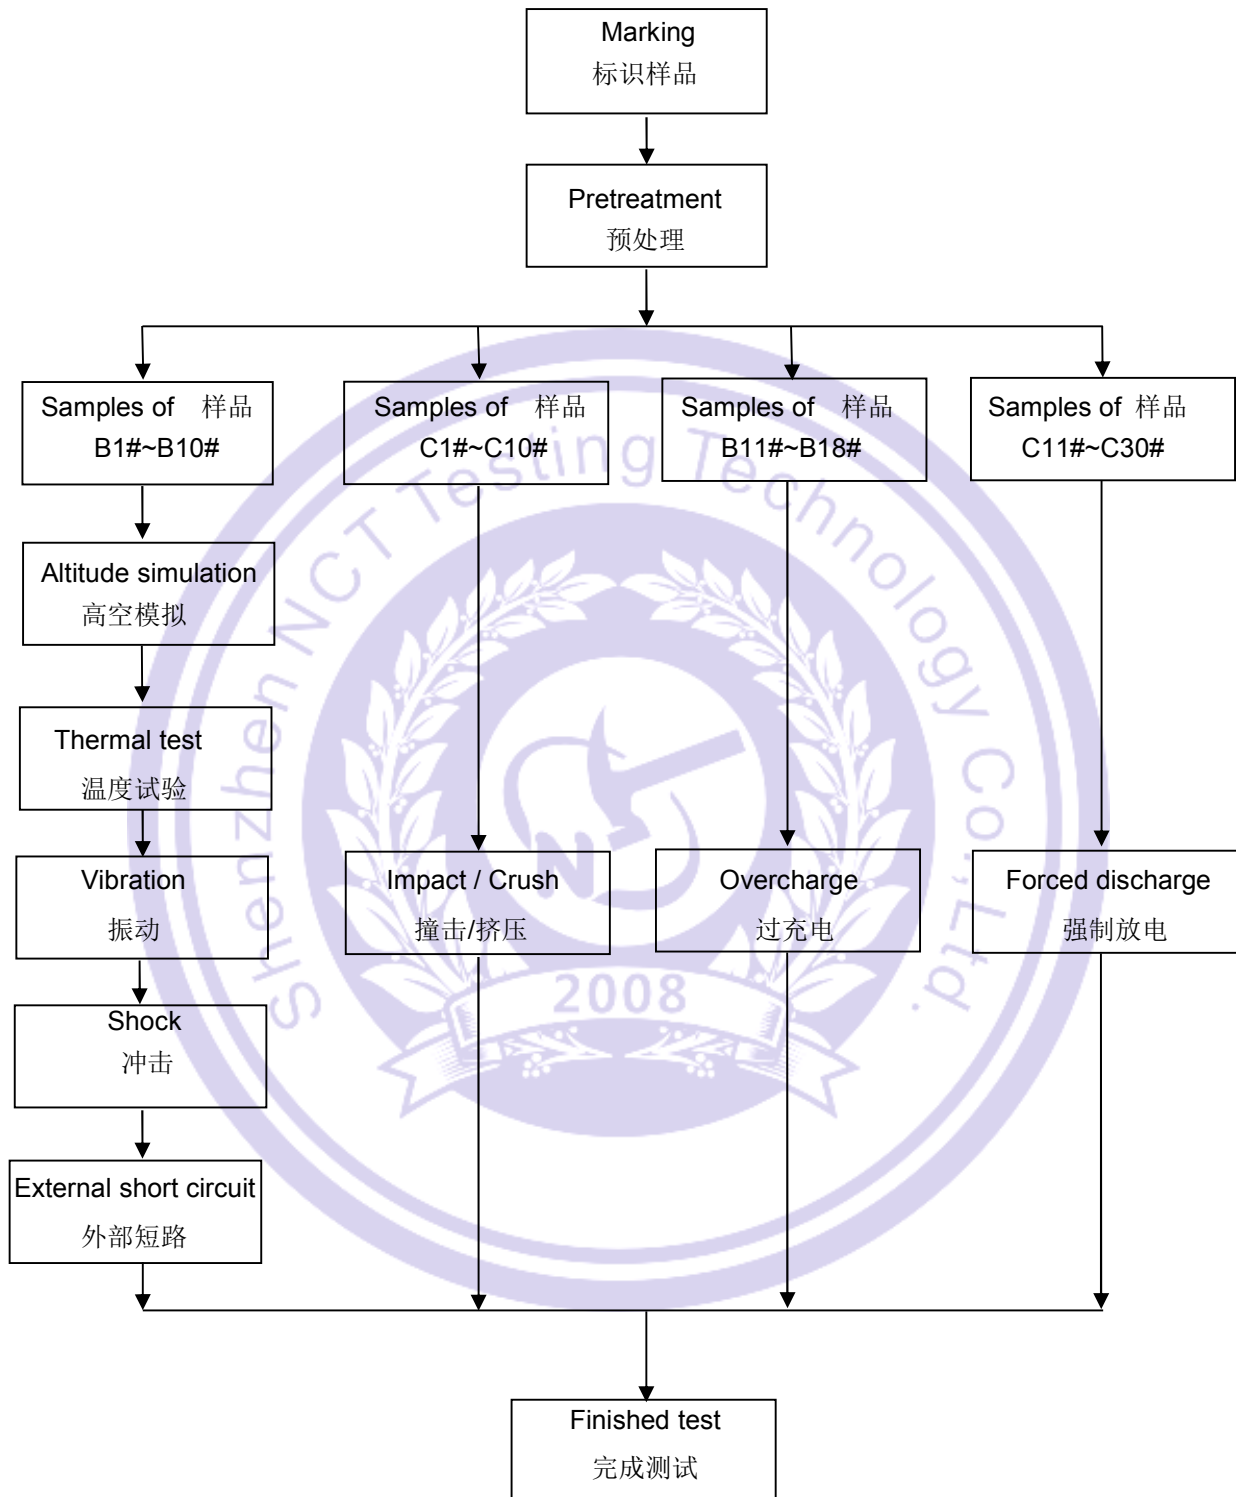 Marking
标识样品
Pretreatment
预处理
Samples of 样品
B1#~B10#
Samples of 样品
C1#~C10#
Samples of 样品
B11#~B18#
Samples of 样品
C11#~C30#
Altitude simulation
高空模拟
Thermal test
温度试验
Vibration
振动
Impact / Crush
撞击/挤压
Overcharge
过充电
Forced discharge
强制放电
Shock
冲击
External short circuit
外部短路
Finished test
完成测试
Shenzhen NCT Testing Technology Co.,Ltd.
N
2008